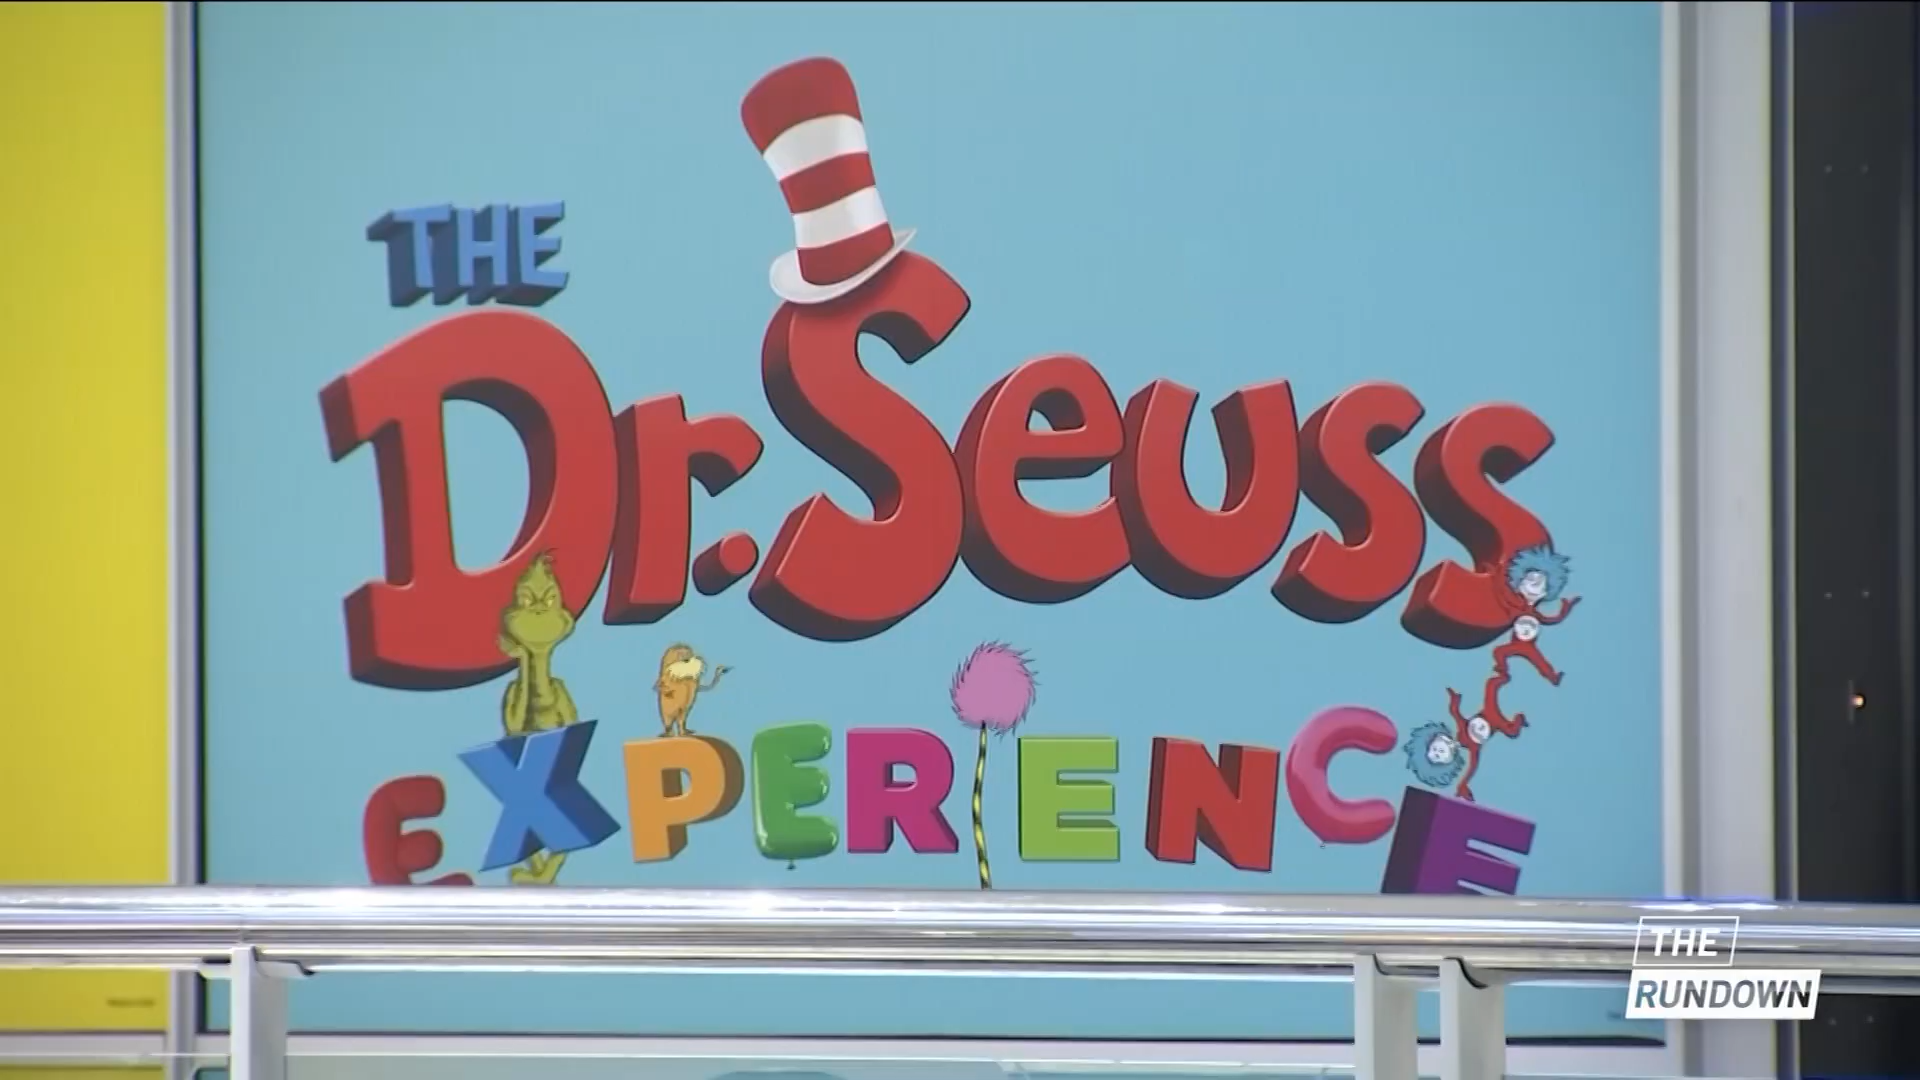 THE
Dr. Seuss
EXPERIENCE
THE
RUNDOWN